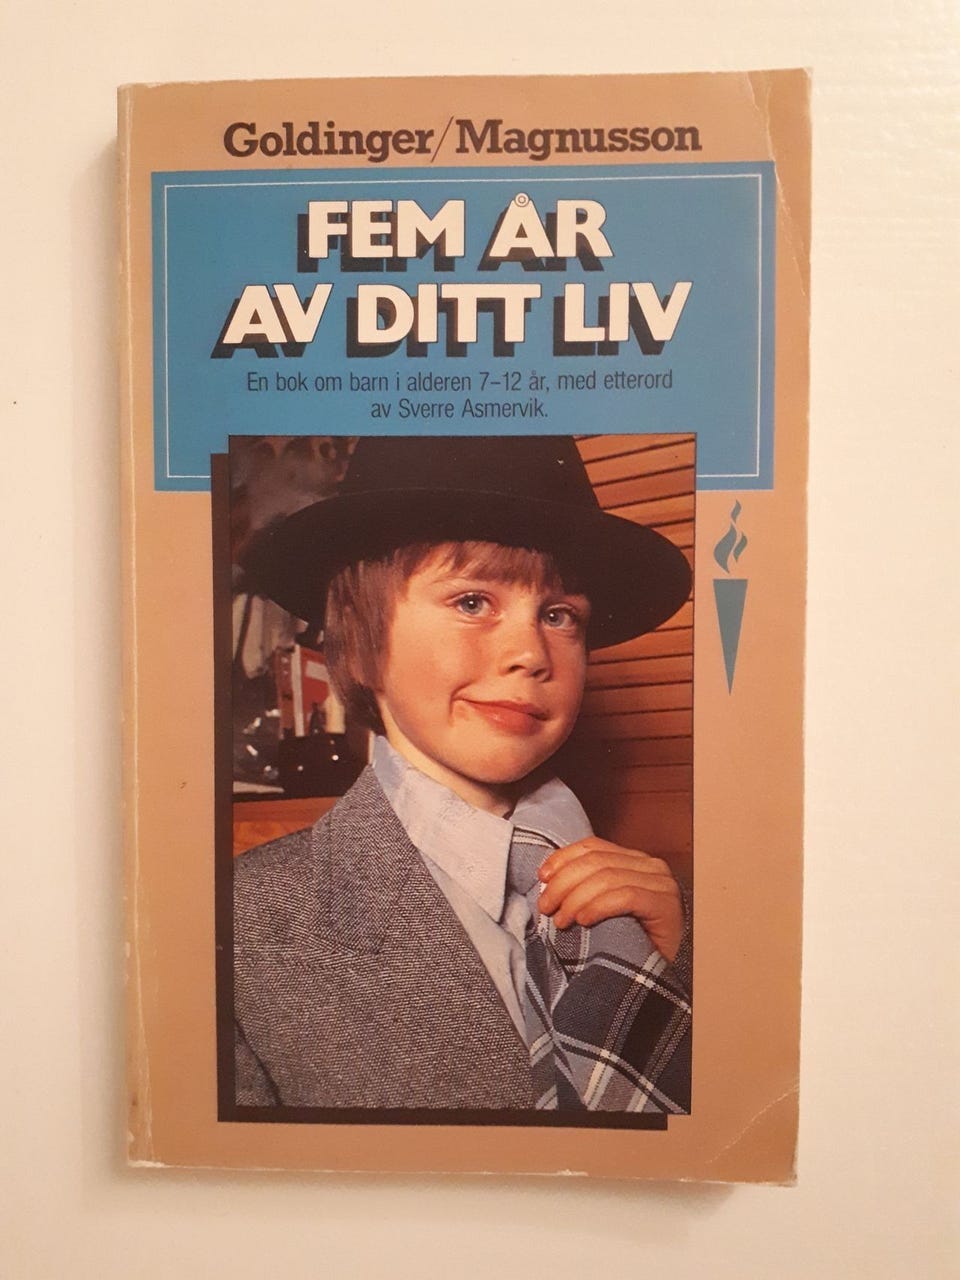 Goldinger/Magnusson
FEM ÅR
AV DITT LIV
En bok om barn i alderen 7–12 år, med etterord
av Sverre Asmervik.